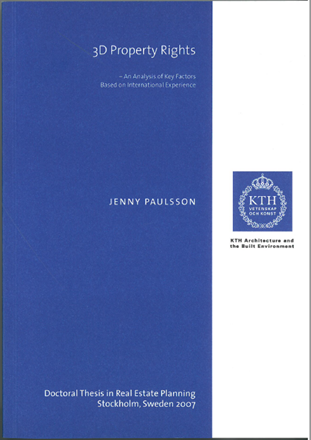 3D Property Rights
– An Analysis of Key Factors
Based on International Experience
JENNY PAULSSON
KTH
VETENSKAP
OCH KONST
KTH Architecture and
the Built Environment
Doctoral Thesis in Real Estate Planning
Stockholm, Sweden 2007